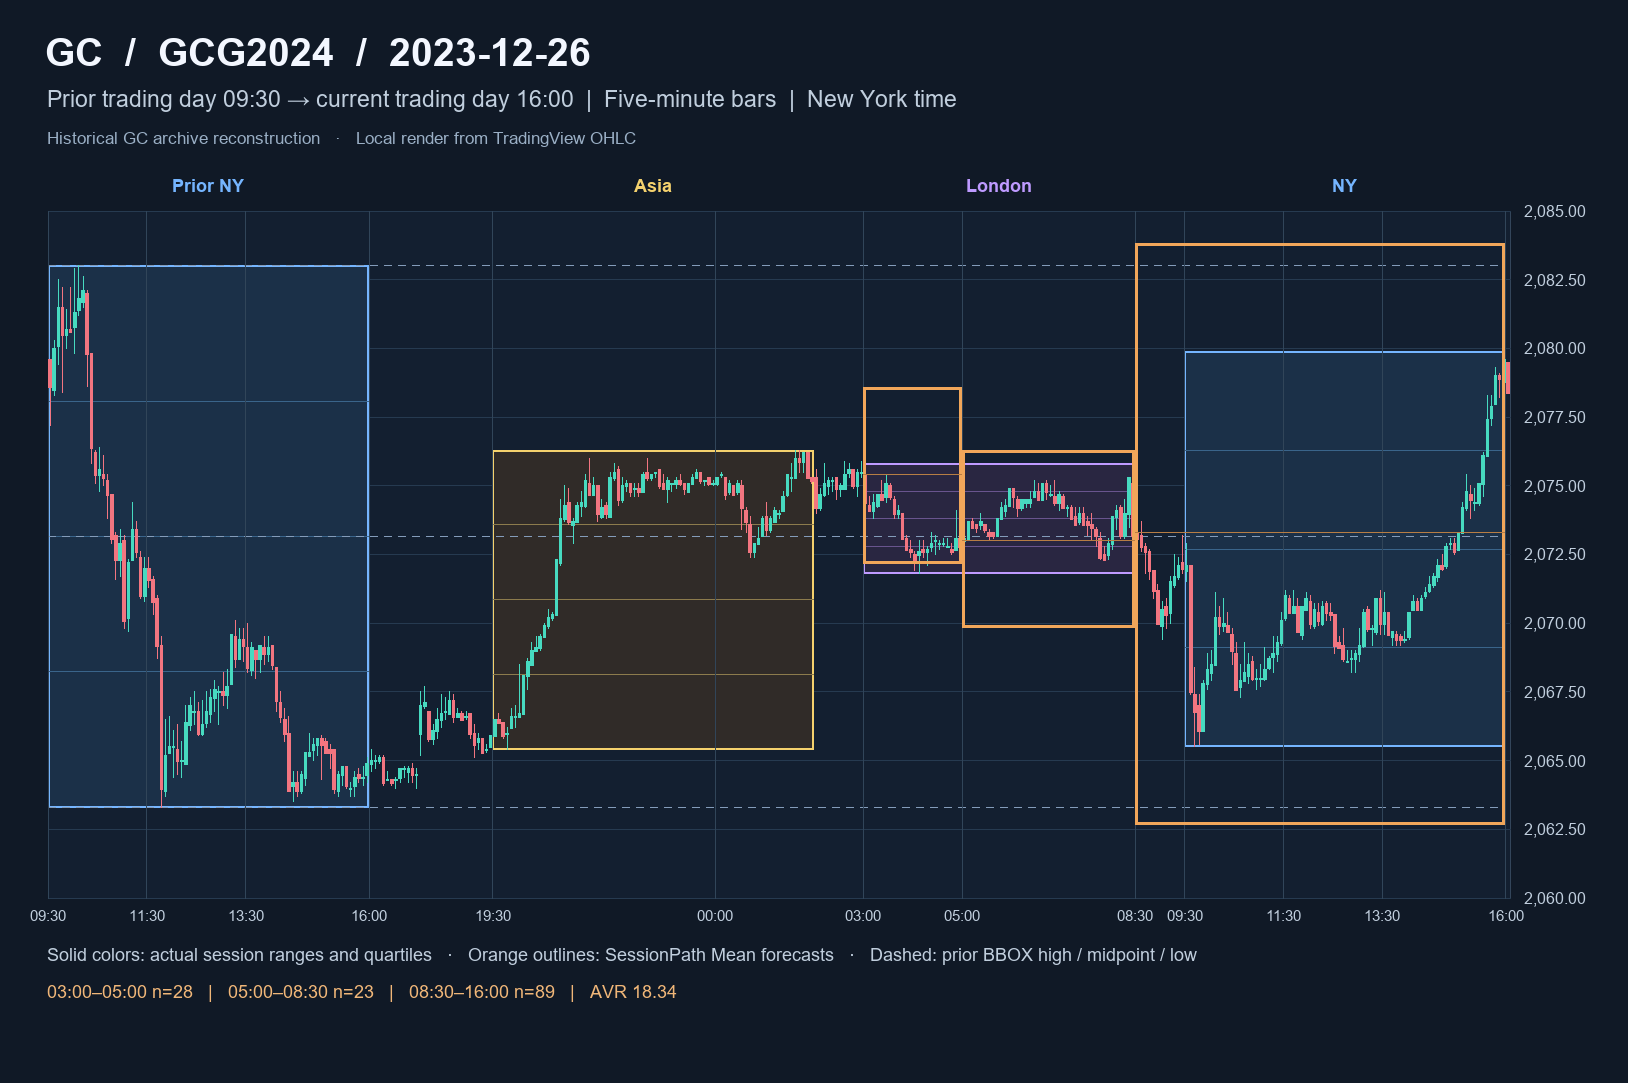 GC / GCG2024 / 2023-12-26
Prior trading day 09:30 → current trading day 16:00 | Five-minute bars | New York time
Historical GC archive reconstruction · Local render from TradingView OHLC
Prior NY Asia London NY
2,085.00
2,082.50
2,080.00
2,077.50
2,075.00
2,072.50
2,070.00
2,067.50
2,065.00
2,062.50
2,060.00
09:30 11:30 13:30 16:00 19:30 00:00 03:00 05:00 08:30 09:30 11:30 13:30 16:00
Solid colors: actual session ranges and quartiles · Orange outlines: SessionPath Mean forecasts · Dashed: prior BBOX high / midpoint / low
03:00–05:00 n=28 | 05:00–08:30 n=23 | 08:30–16:00 n=89 | AVR 18.34